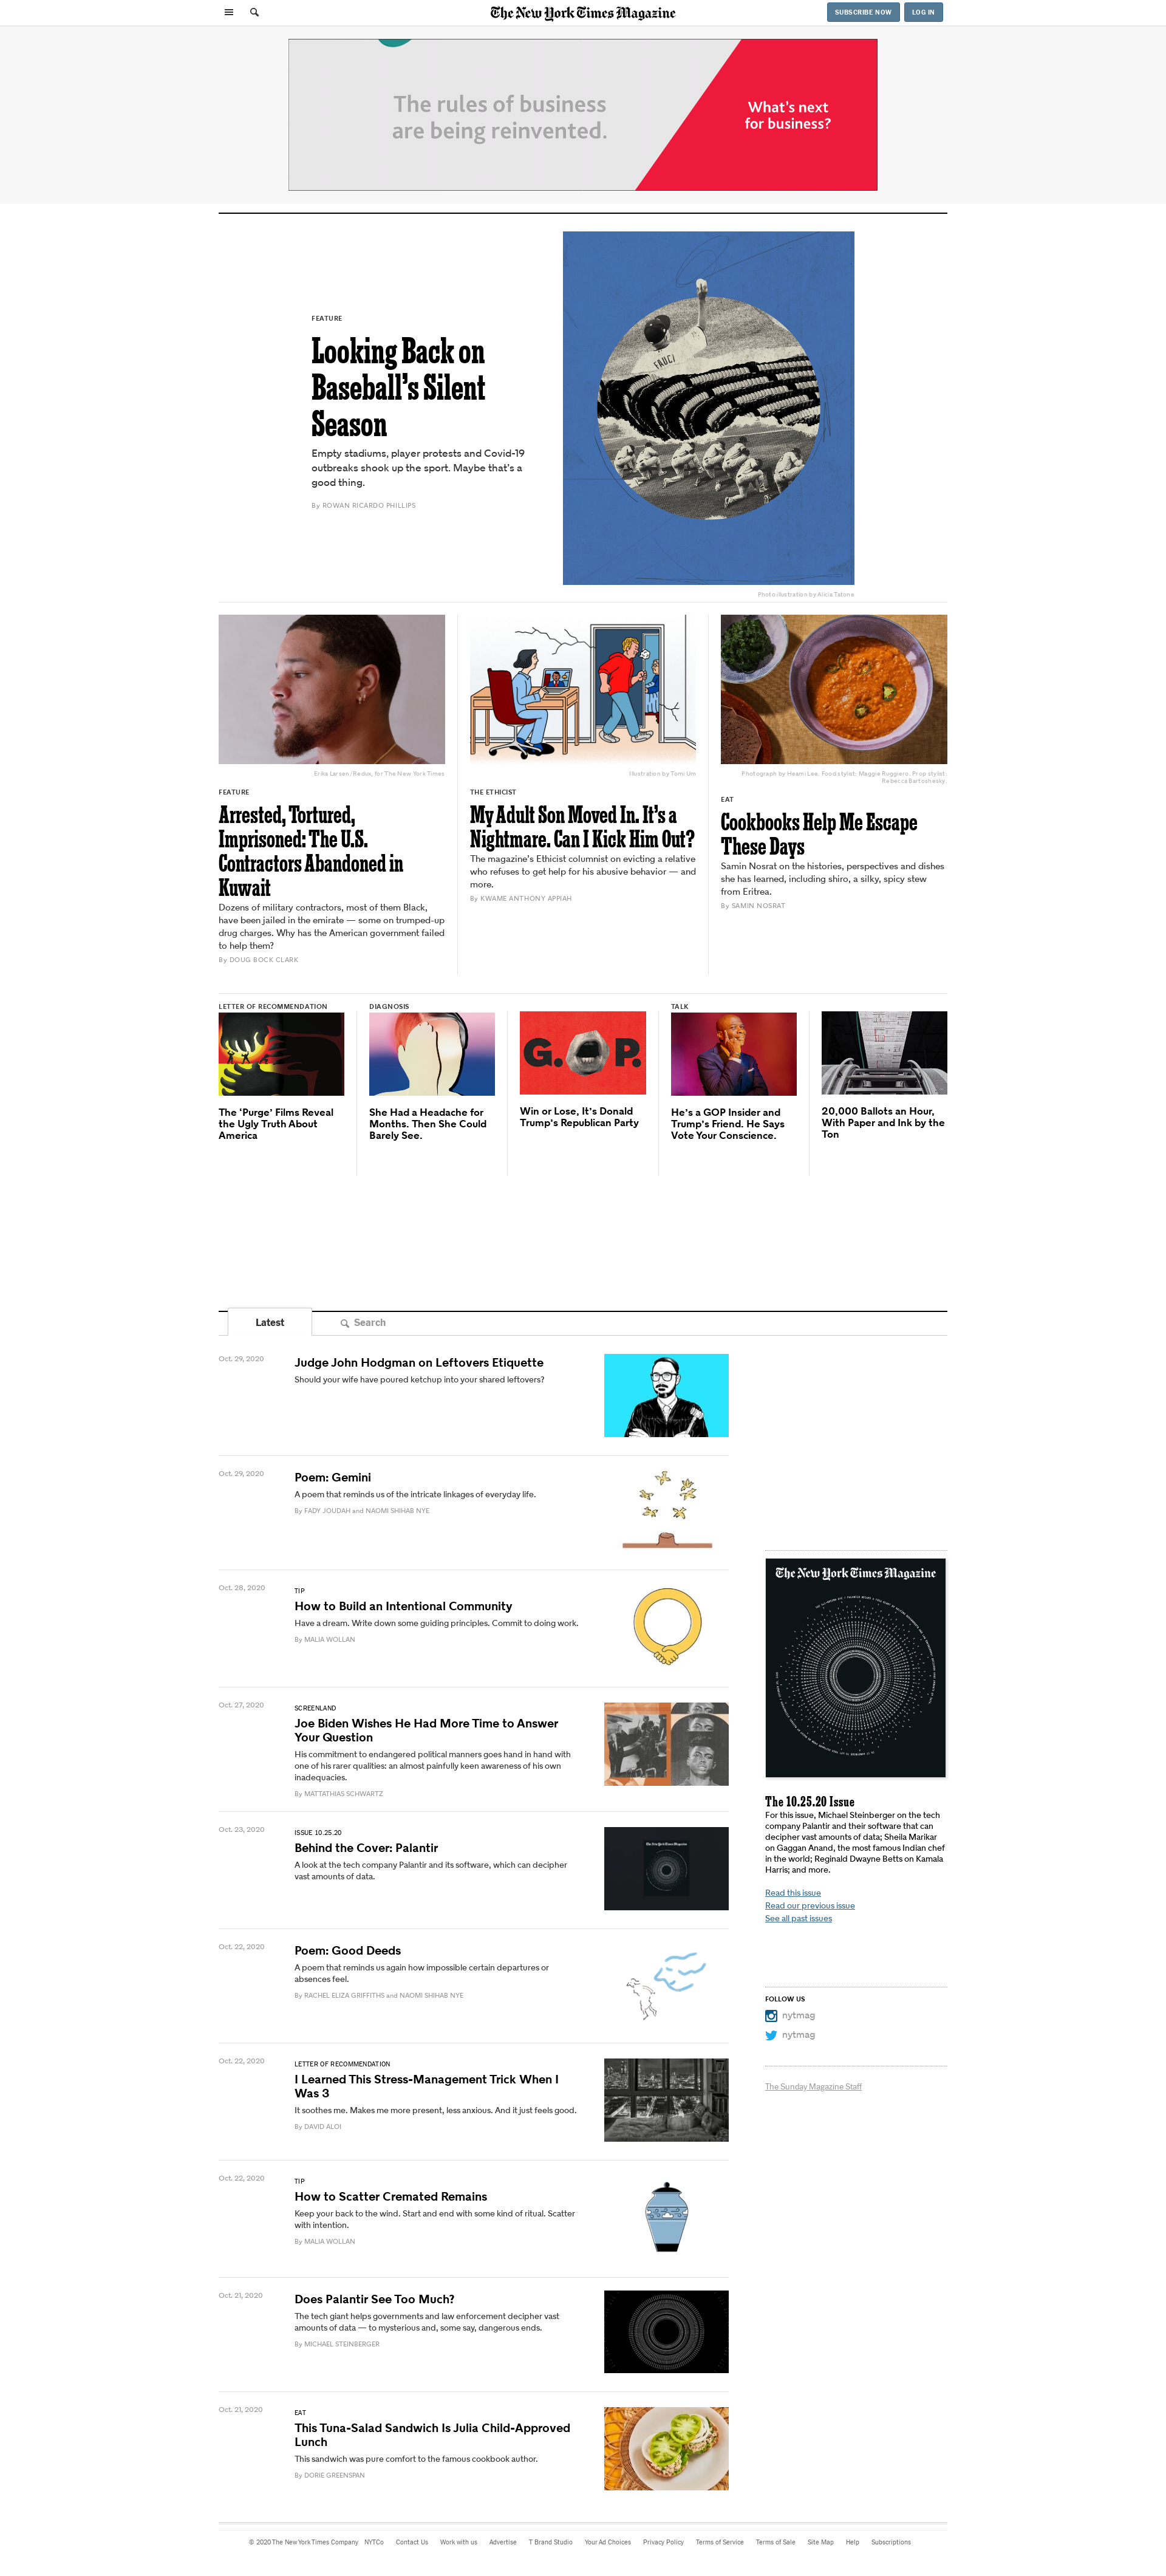 The New York Times Magazine
SUBSCRIBE NOW
LOG IN
The rules of business
are being reinvented.
What's next
for business?
FEATURE
Looking Back on
Baseball's Silent
Season
Empty stadiums, player protests and Covid-19
outbreaks shook up the sport. Maybe that's a
good thing.
By ROWAN RICARDO PHILLIPS
FAUCI
Photo illustration by Alicia Tatone
Erika Larsen/Redux, for The New York Times
FEATURE
Arrested, Tortured,
Imprisoned: The U.S.
Contractors Abandoned in
Kuwait
Dozens of military contractors, most of them Black,
have been jailed in the emirate — some on trumped-up
drug charges. Why has the American government failed
to help them?
By DOUG BOCK CLARK
Illustration by Tomi Um
THE ETHICIST
My Adult Son Moved In. It's a
Nightmare. Can I Kick Him Out?
The magazine's Ethicist columnist on evicting a relative
who refuses to get help for his abusive behavior — and
more.
By KWAME ANTHONY APPIAH
Photograph by Heami Lee. Food stylist: Maggie Ruggiero. Prop stylist:
Rebecca Bartoshesky.
EAT
Cookbooks Help Me Escape
These Days
Samin Nosrat on the histories, perspectives and dishes
she has learned, including shiro, a silky, spicy stew
from Eritrea.
By SAMIN NOSRAT
LETTER OF RECOMMENDATION
The 'Purge' Films Reveal
the Ugly Truth About
America
DIAGNOSIS
She Had a Headache for
Months. Then She Could
Barely See.
G.O.P.
Win or Lose, It's Donald
Trump's Republican Party
TALK
He's a GOP Insider and
Trump's Friend. He Says
Vote Your Conscience.
20,000 Ballots an Hour,
With Paper and Ink by the
Ton
Latest
Search
Oct. 29, 2020
Judge John Hodgman on Leftovers Etiquette
Should your wife have poured ketchup into your shared leftovers?
Oct. 29, 2020
Poem: Gemini
A poem that reminds us of the intricate linkages of everyday life.
By FADY JOUDAH and NAOMI SHIHAB NYE
Oct. 28, 2020
TIP
How to Build an Intentional Community
Have a dream. Write down some guiding principles. Commit to doing work.
By MALIA WOLLAN
Oct. 27, 2020
SCREENLAND
Joe Biden Wishes He Had More Time to Answer
Your Question
His commitment to endangered political manners goes hand in hand with
one of his rarer qualities: an almost painfully keen awareness of his own
inadequacies.
By MATTATHIAS SCHWARTZ
Oct. 23, 2020
ISSUE 10.25.20
Behind the Cover: Palantir
A look at the tech company Palantir and its software, which can decipher
vast amounts of data.
Oct. 22, 2020
Poem: Good Deeds
A poem that reminds us again how impossible certain departures or
absences feel.
By RACHEL ELIZA GRIFFITHS and NAOMI SHIHAB NYE
Oct. 22, 2020
LETTER OF RECOMMENDATION
I Learned This Stress-Management Trick When I
Was 3
It soothes me. Makes me more present, less anxious. And it just feels good.
By DAVID ALOI
Oct. 22, 2020
TIP
How to Scatter Cremated Remains
Keep your back to the wind. Start and end with some kind of ritual. Scatter
with intention.
By MALIA WOLLAN
Oct. 21, 2020
Does Palantir See Too Much?
The tech giant helps governments and law enforcement decipher vast
amounts of data — to mysterious and, some say, dangerous ends.
By MICHAEL STEINBERGER
Oct. 21, 2020
EAT
This Tuna-Salad Sandwich Is Julia Child-Approved
Lunch
This sandwich was pure comfort to the famous cookbook author.
By DORIE GREENSPAN
The New York Times Magazine
The 10.25.20 Issue
For this issue, Michael Steinberger on the tech
company Palantir and their software that can
decipher vast amounts of data; Sheila Marikar
on Gaggan Anand, the most famous Indian chef
in the world; Reginald Dwayne Betts on Kamala
Harris; and more.
Read this issue
Read our previous issue
See all past issues
FOLLOW US
nytmag
nytmag
The Sunday Magazine Staff
© 2020 The New York Times Company NYTCo Contact Us Work with us Advertise T Brand Studio Your Ad Choices Privacy Policy Terms of Service Terms of Sale Site Map Help Subscriptions